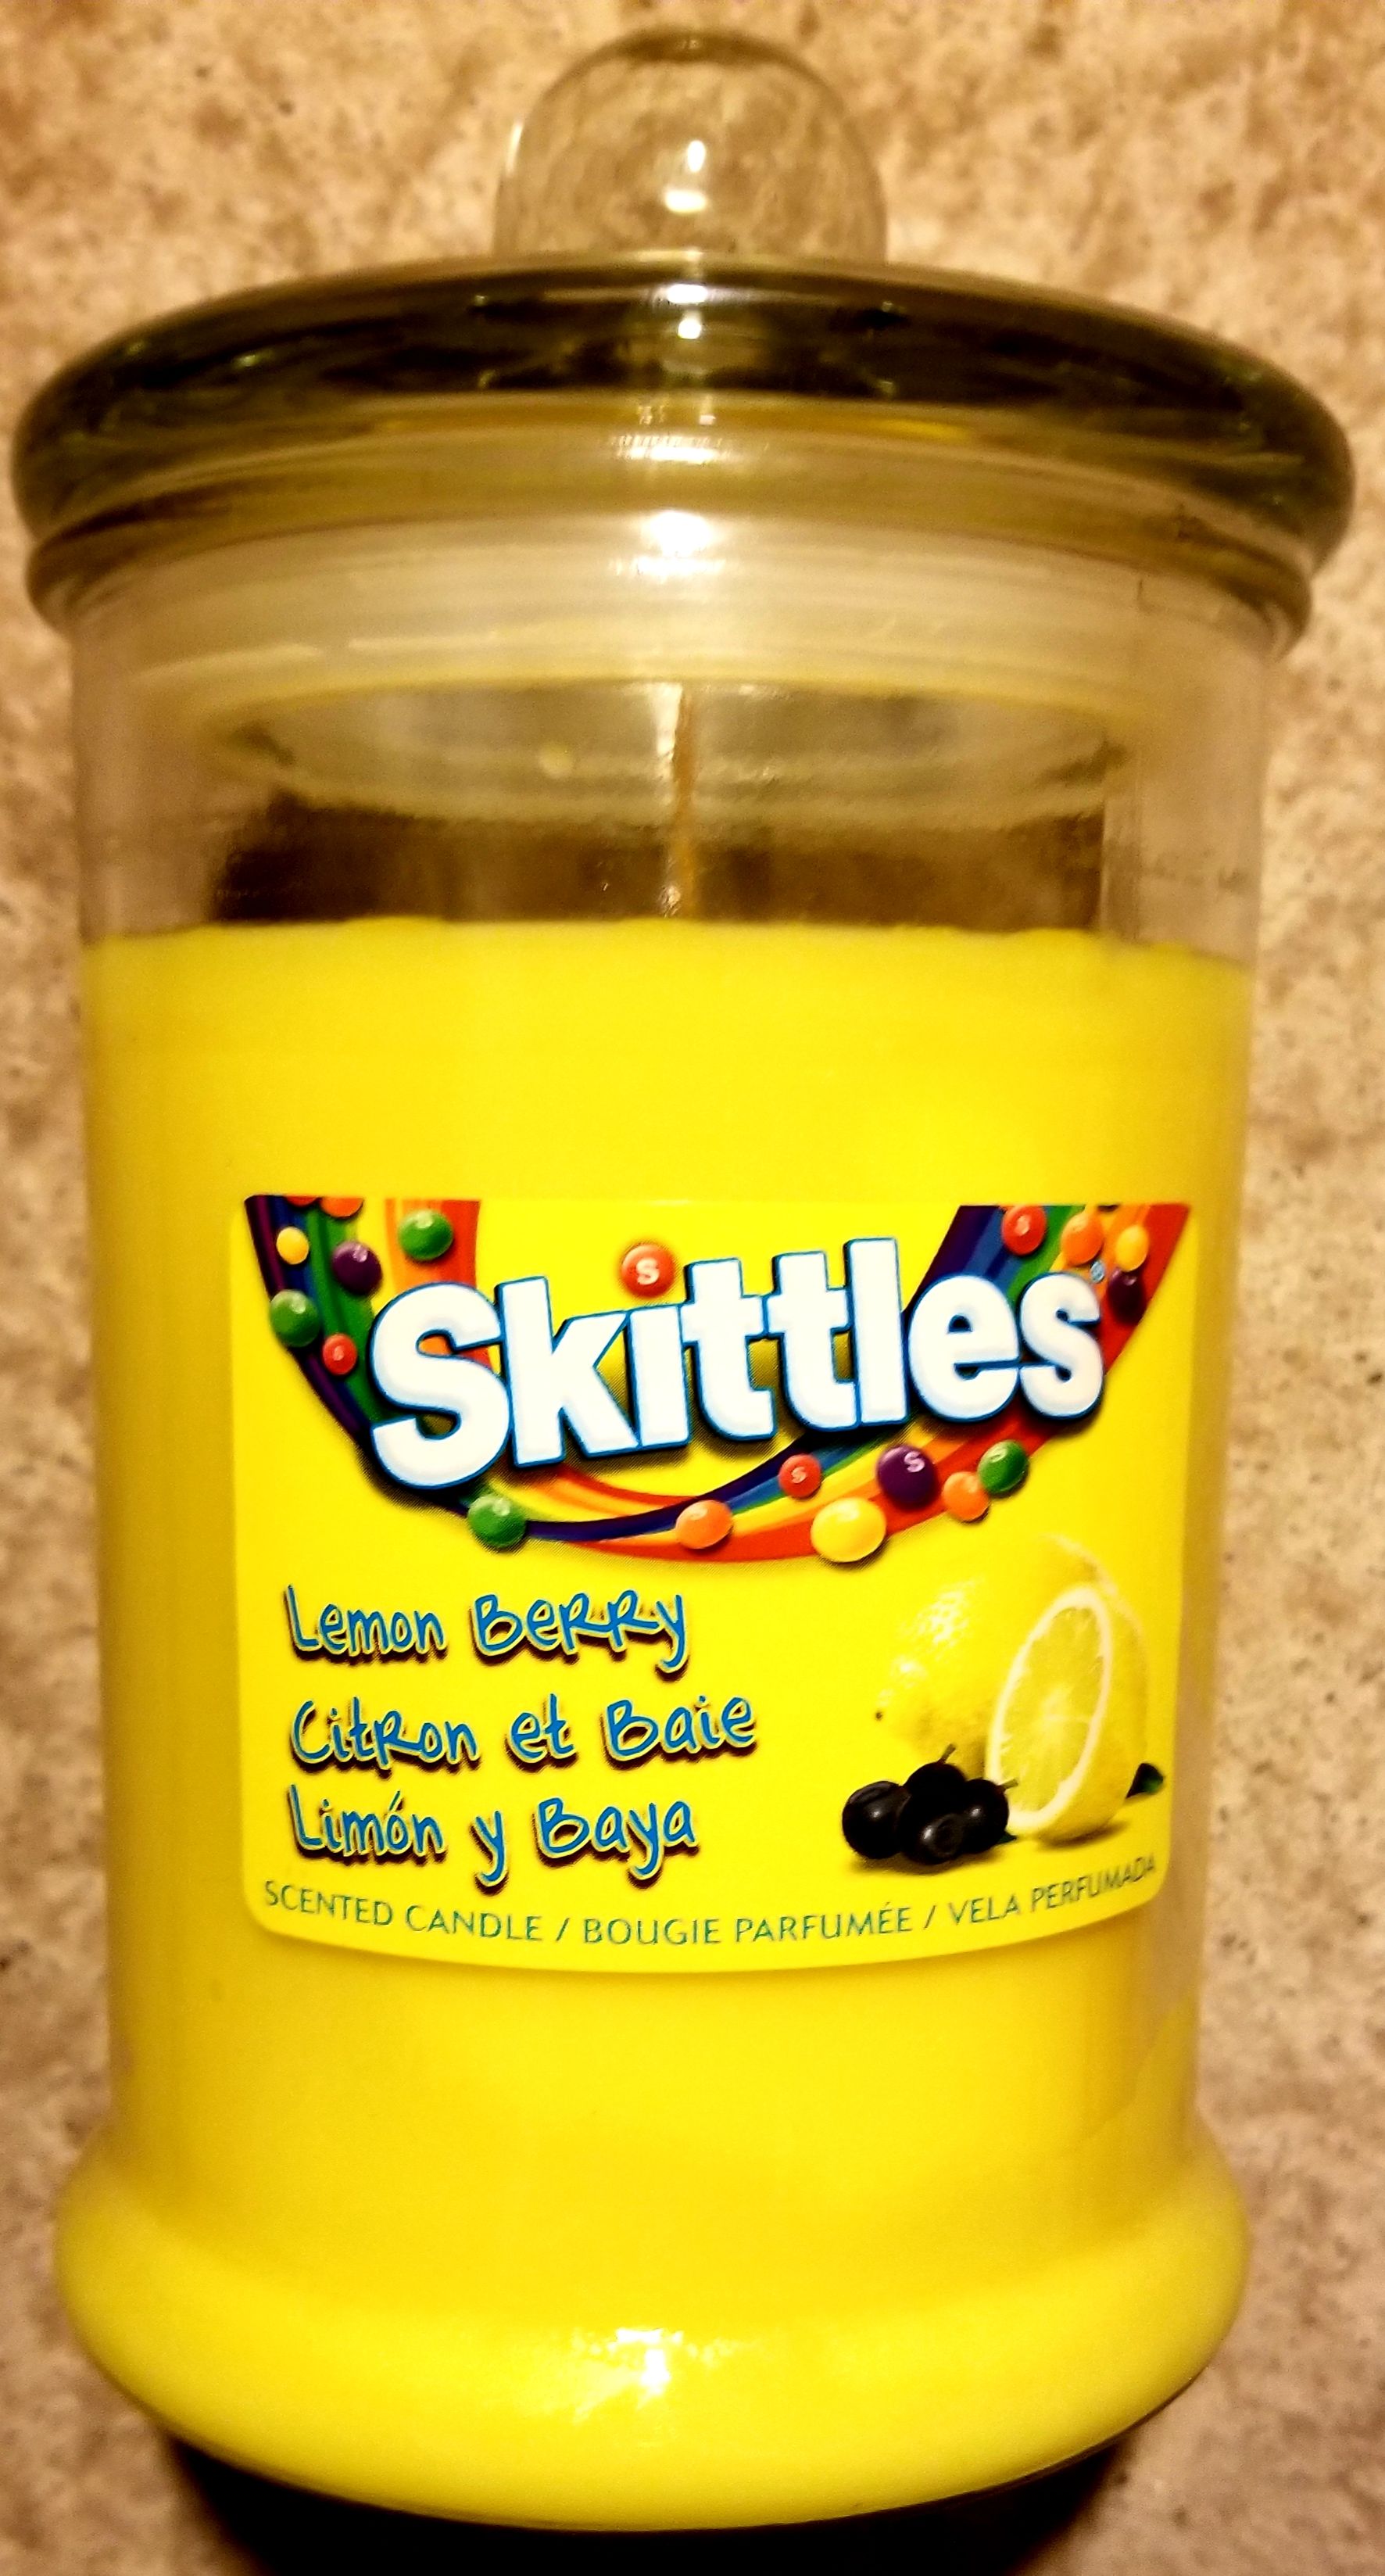 Skittles
Lemon Berry
Citron et Baie
Limón y Baya
SCENTED CANDLE / BOUGIE PARFUMÉE / VELA PERFUMADA